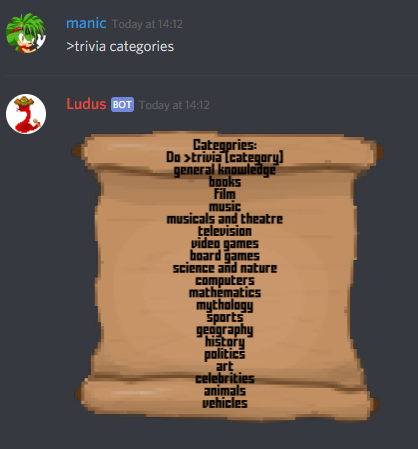 manic Today at 14:12
>trivia categories
Ludus BOT Today at 14:12
Categories:
Do >trivia [category]
general knowledge
books
film
music
musicals and theatre
television
video games
board games
science and nature
computers
mathematics
mythology
sports
geography
history
politics
art
celebrities
animals
vehicles